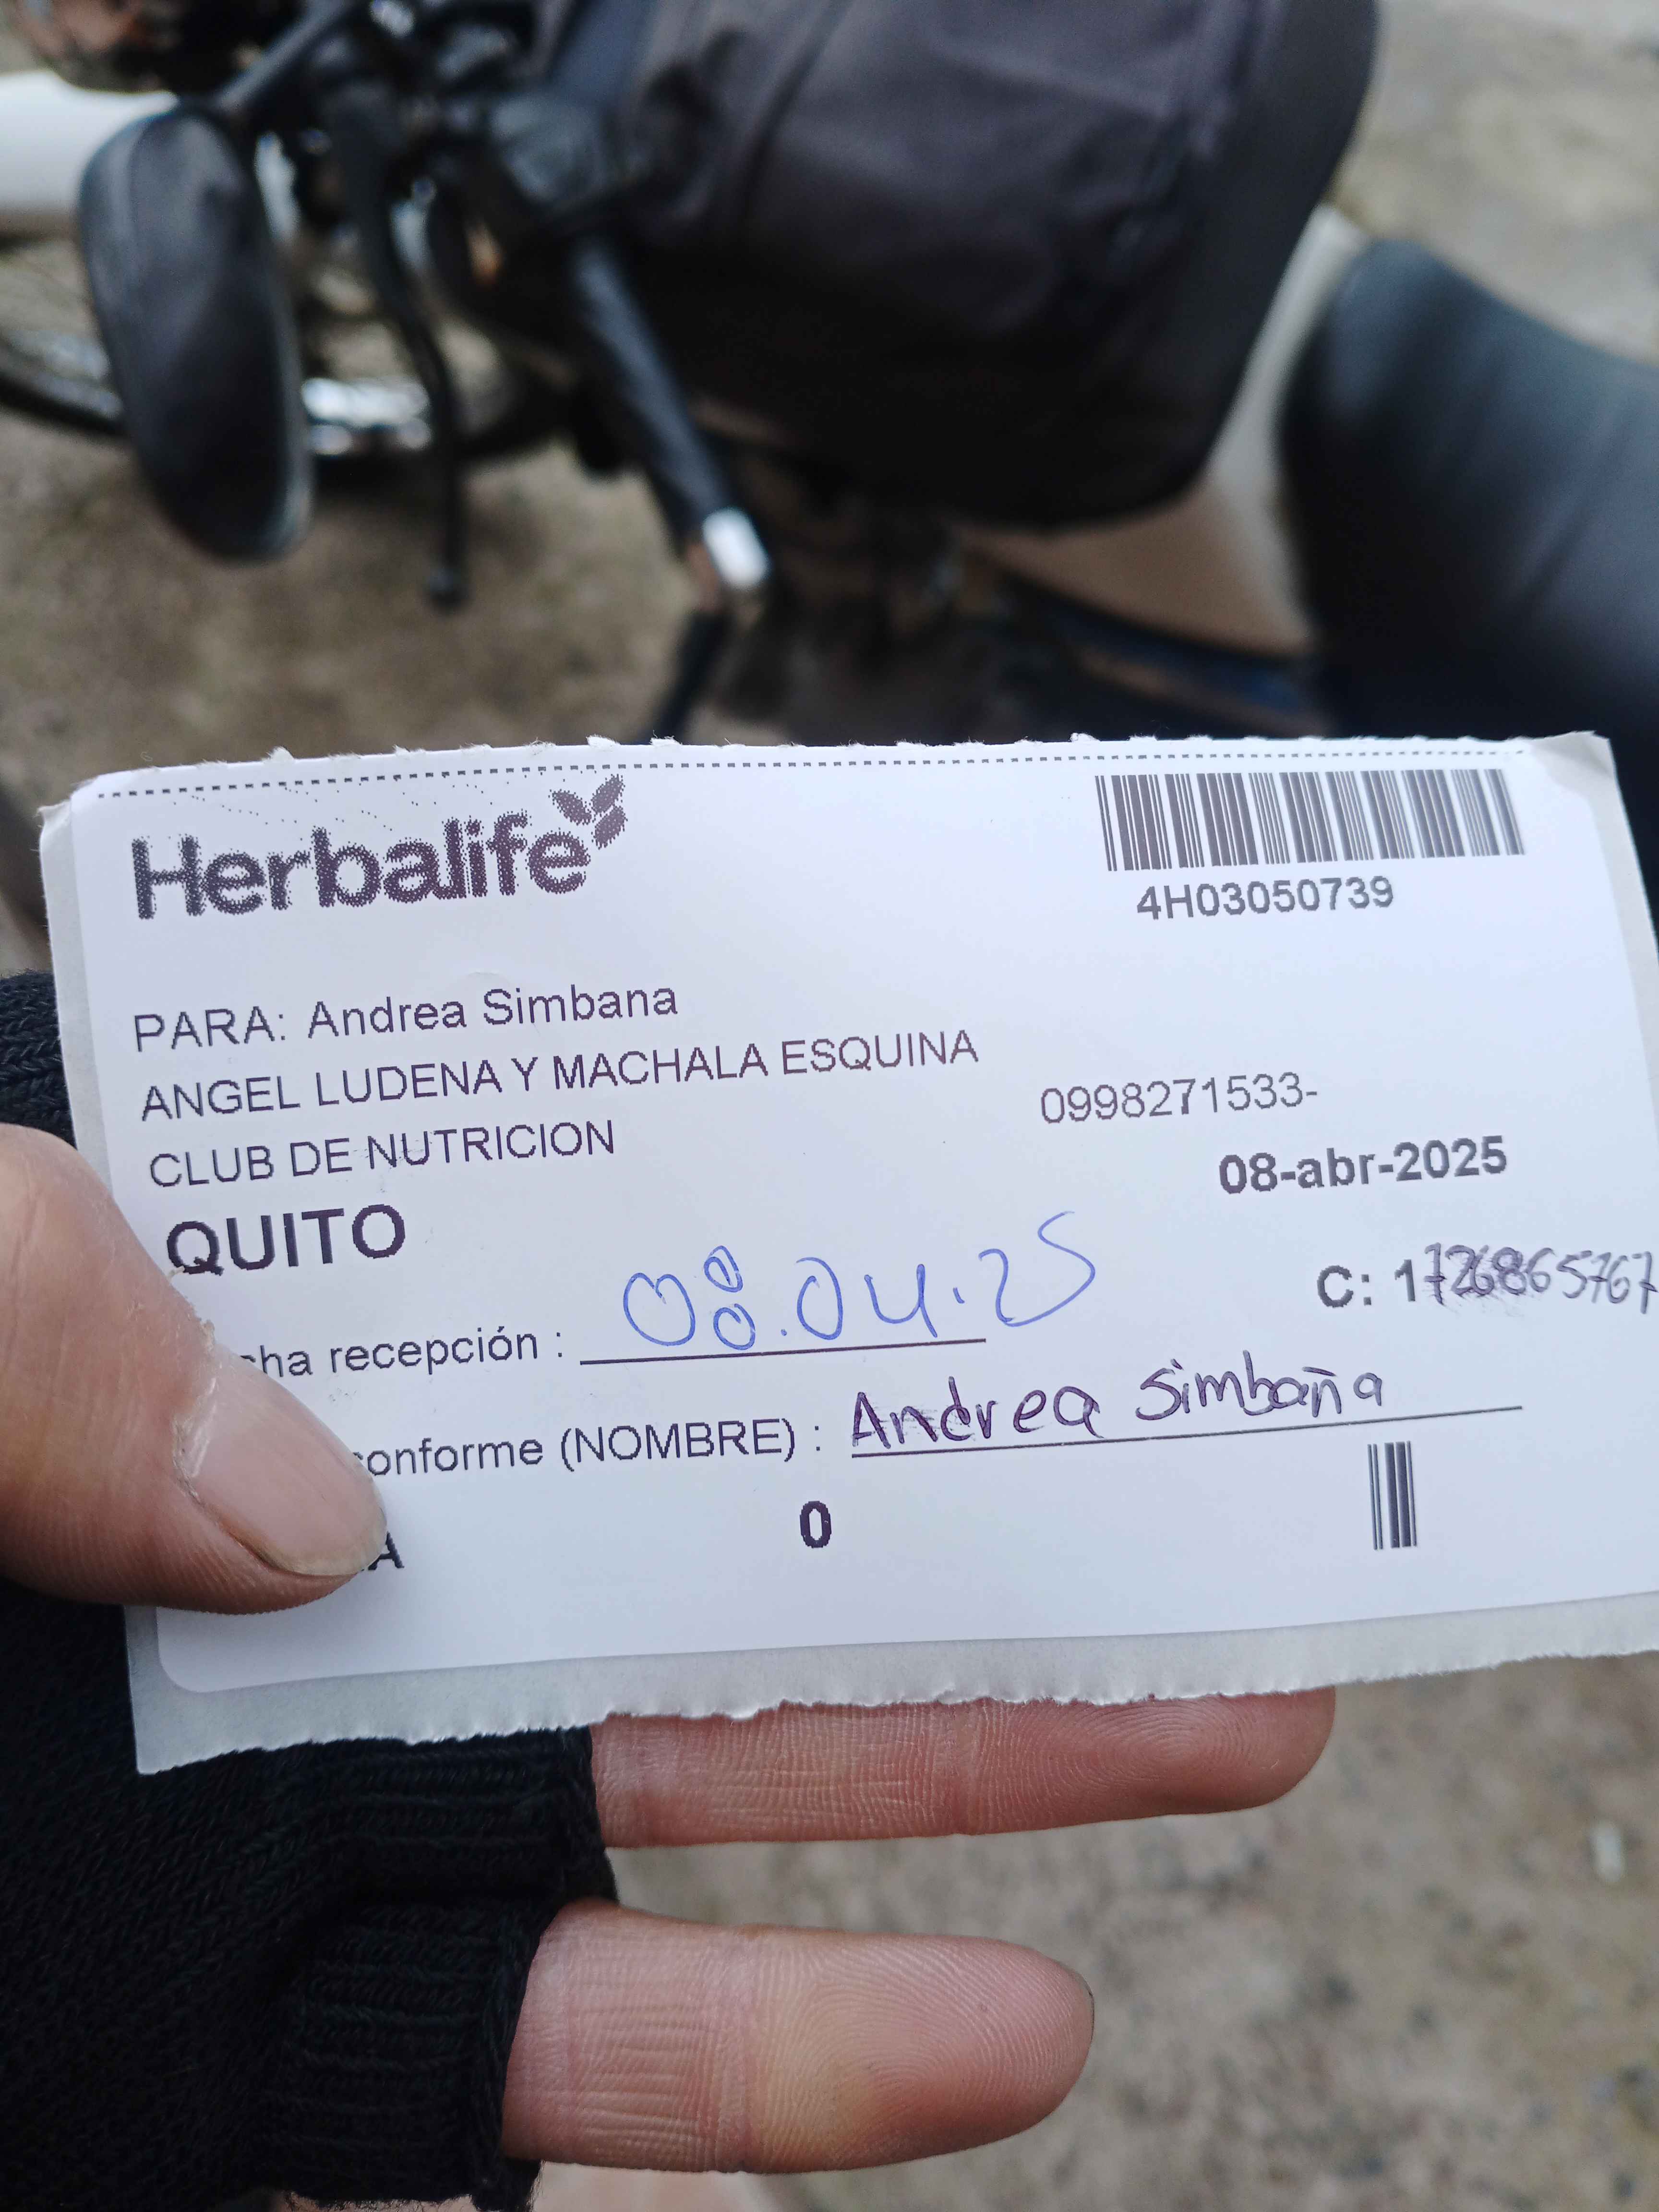 Herbalife
4H03050739
PARA: Andrea Simbana
ANGEL LUDENA Y MACHALA ESQUINA
0998271533-
CLUB DE NUTRICION
08-abr-2025
QUITO
C: 1726865767
cha recepción : 08.04.25
conforme (NOMBRE) : Andrea Simbaña
A
0